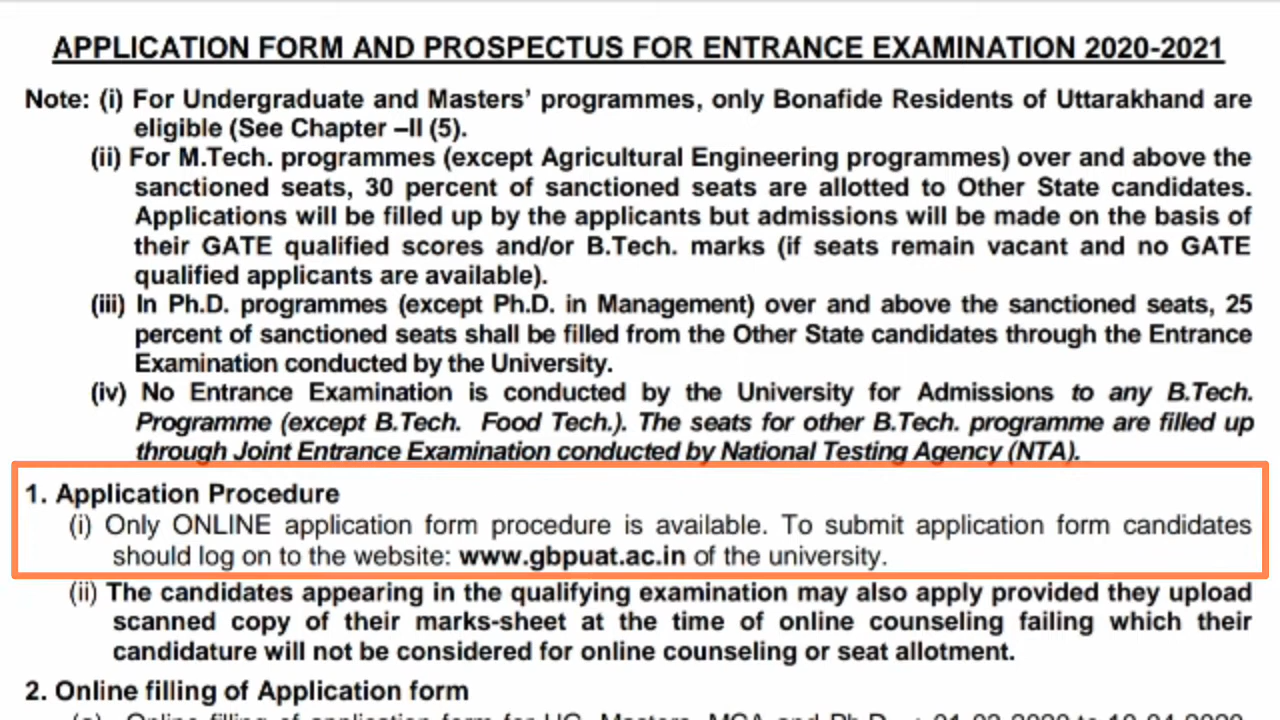 APPLICATION FORM AND PROSPECTUS FOR ENTRANCE EXAMINATION 2020-2021
Note: (i) For Undergraduate and Masters’ programmes, only Bonafide Residents of Uttarakhand are
eligible (See Chapter –II (5).
(ii) For M.Tech. programmes (except Agricultural Engineering programmes) over and above the
sanctioned seats, 30 percent of sanctioned seats are allotted to Other State candidates.
Applications will be filled up by the applicants but admissions will be made on the basis of
their GATE qualified scores and/or B.Tech. marks (if seats remain vacant and no GATE
qualified applicants are available).
(iii) In Ph.D. programmes (except Ph.D. in Management) over and above the sanctioned seats, 25
percent of sanctioned seats shall be filled from the Other State candidates through the Entrance
Examination conducted by the University.
(iv) No Entrance Examination is conducted by the University for Admissions to any B.Tech.
Programme (except B.Tech. Food Tech.). The seats for other B.Tech. programme are filled up
through Joint Entrance Examination conducted by National Testing Agency (NTA).
1. Application Procedure
(i) Only ONLINE application form procedure is available. To submit application form candidates
should log on to the website: www.gbpuat.ac.in of the university.
(ii) The candidates appearing in the qualifying examination may also apply provided they upload
scanned copy of their marks-sheet at the time of online counseling failing which their
candidature will not be considered for online counseling or seat allotment.
2. Online filling of Application form